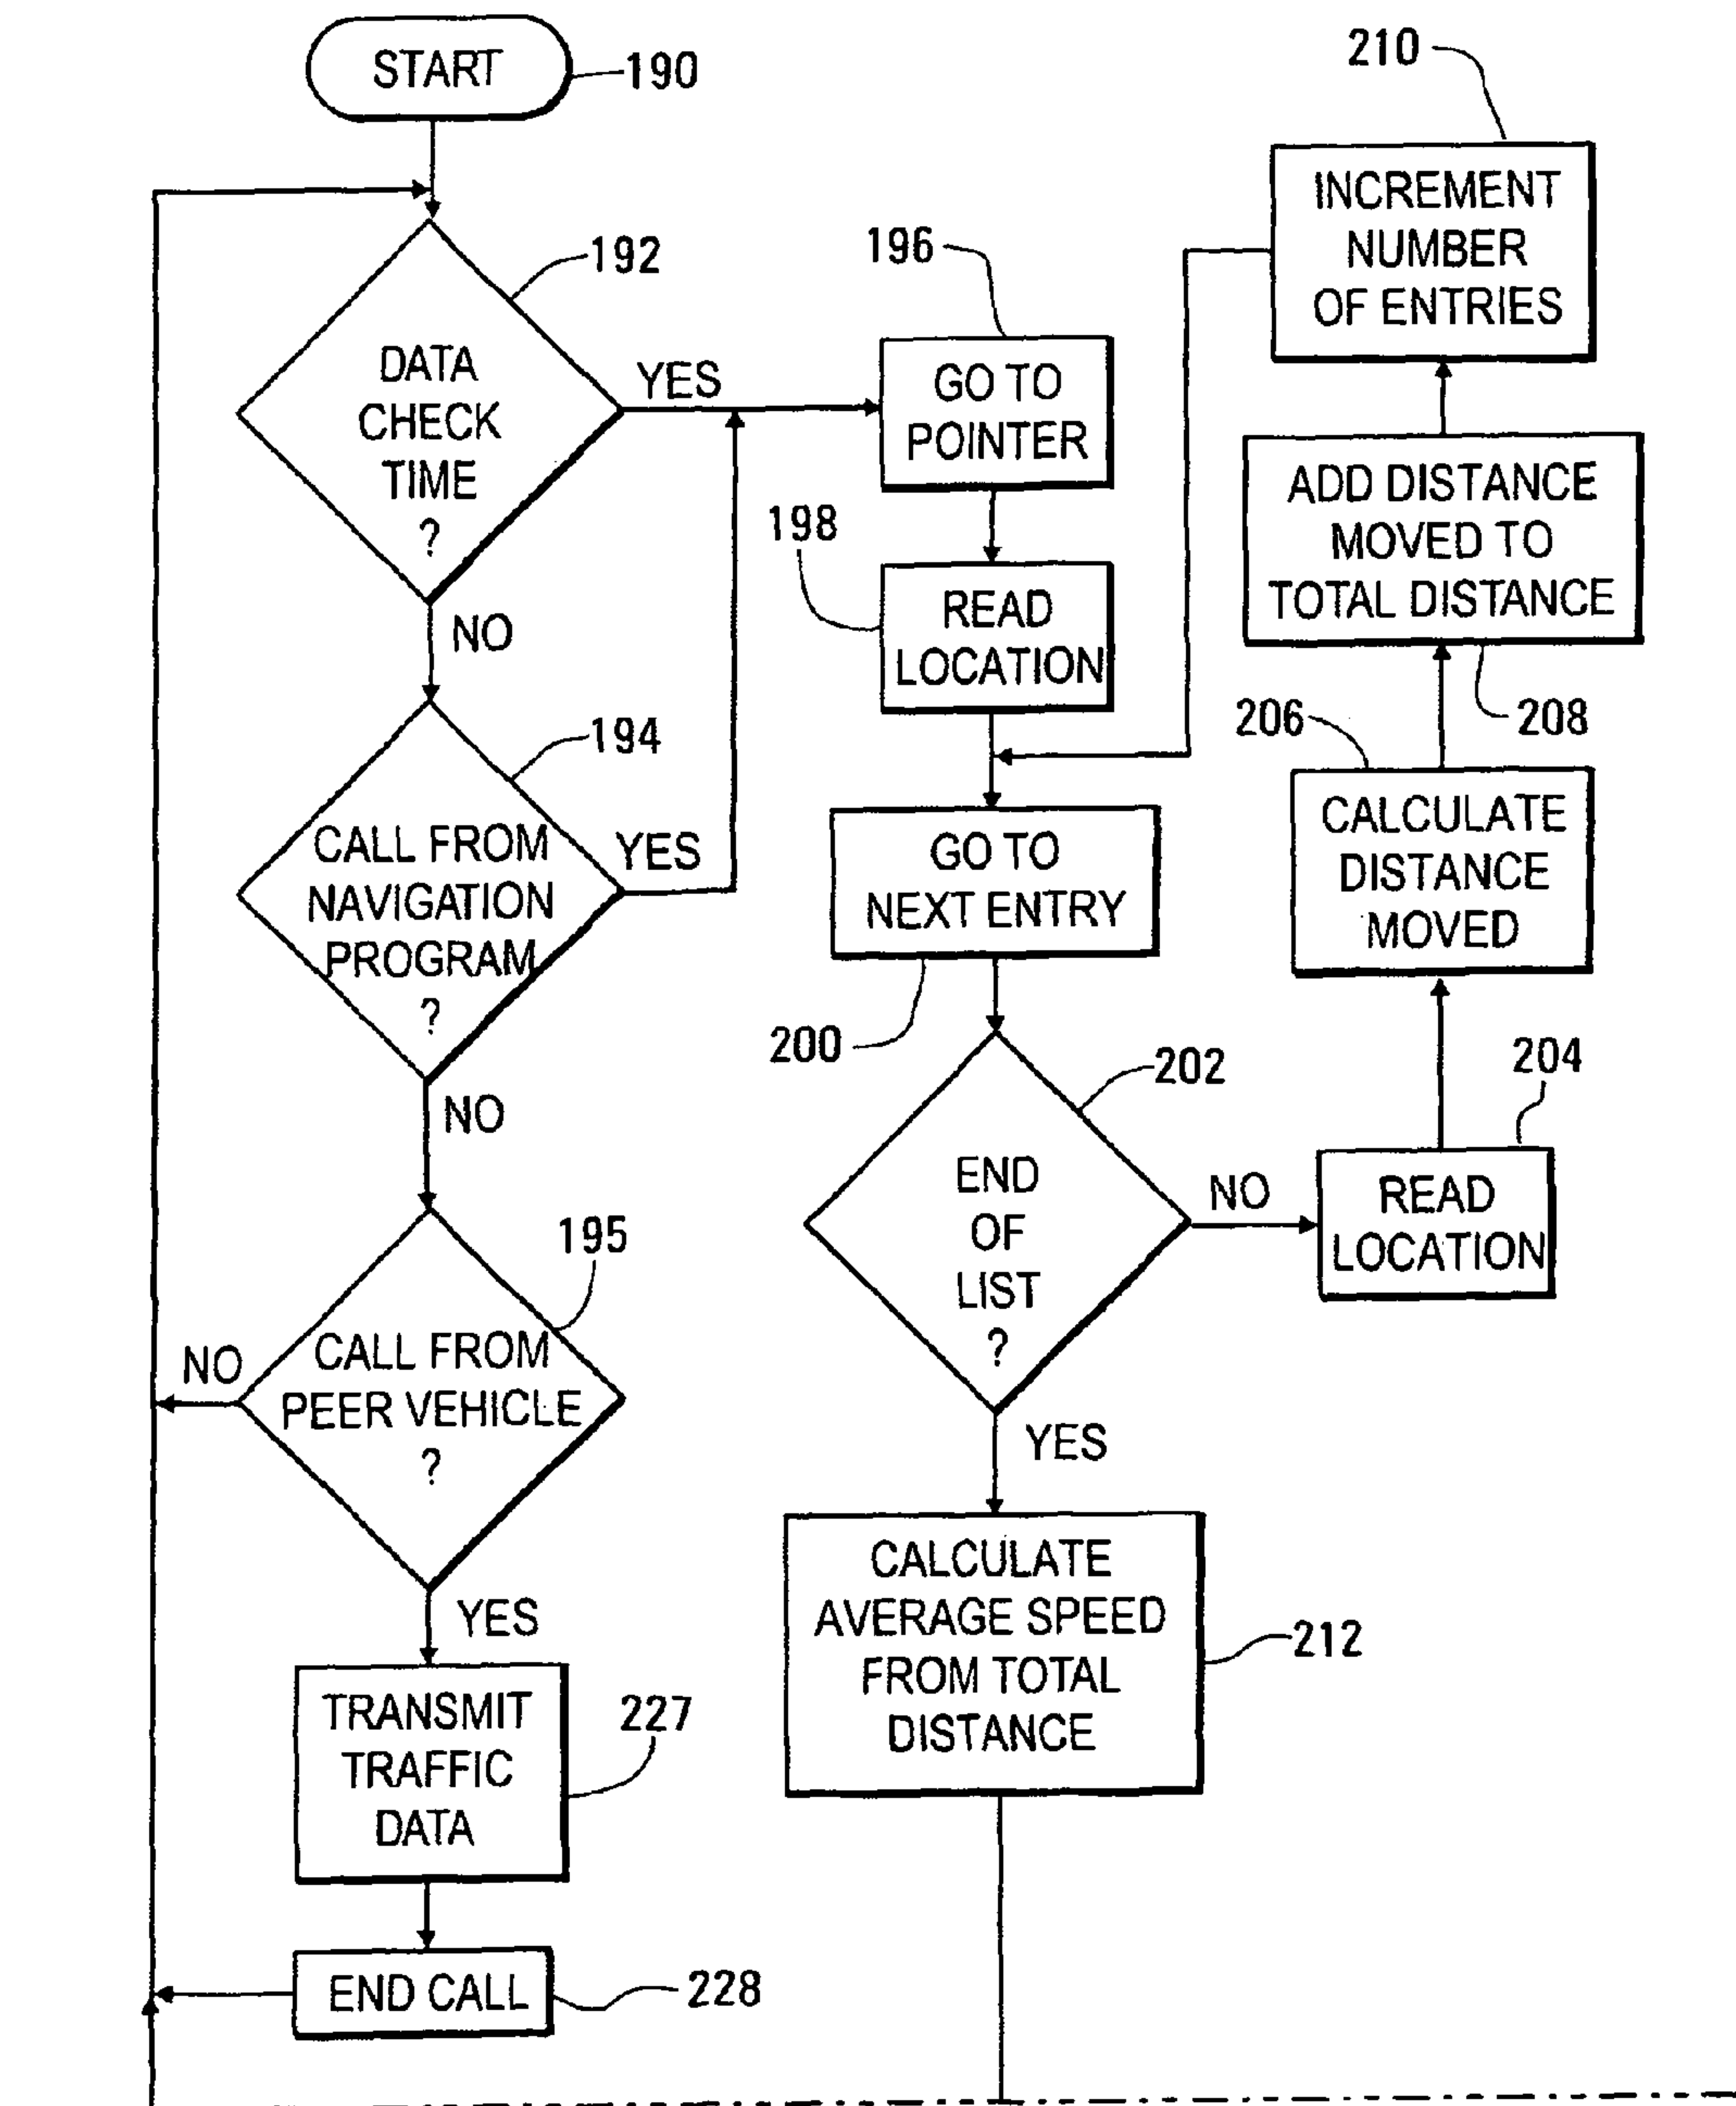 START
190
192
DATA
CHECK
TIME
?
YES
NO
194
CALL FROM
NAVIGATION
PROGRAM
?
YES
NO
195
CALL FROM
PEER VEHICLE
?
NO
YES
TRANSMIT
TRAFFIC
DATA
227
END CALL
228
196
GO TO
POINTER
198
READ
LOCATION
GO TO
NEXT ENTRY
200
202
END
OF
LIST
?
NO
YES
CALCULATE
AVERAGE SPEED
FROM TOTAL
DISTANCE
212
204
READ
LOCATION
206
CALCULATE
DISTANCE
MOVED
208
ADD DISTANCE
MOVED TO
TOTAL DISTANCE
210
INCREMENT
NUMBER
OF ENTRIES